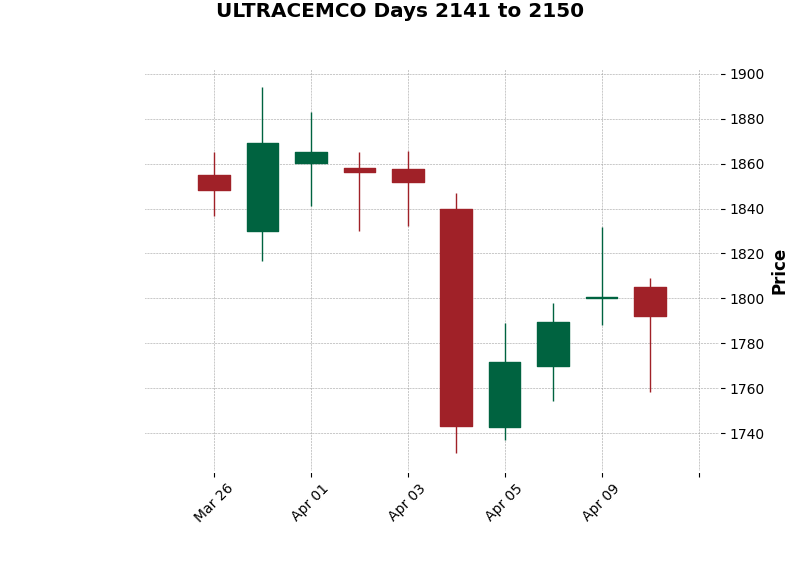 ULTRACEMCO Days 2141 to 2150
1900
1880
1860
1840
1820
1800
1780
1760
1740
Price
Mar 26
Apr 01
Apr 03
Apr 05
Apr 09